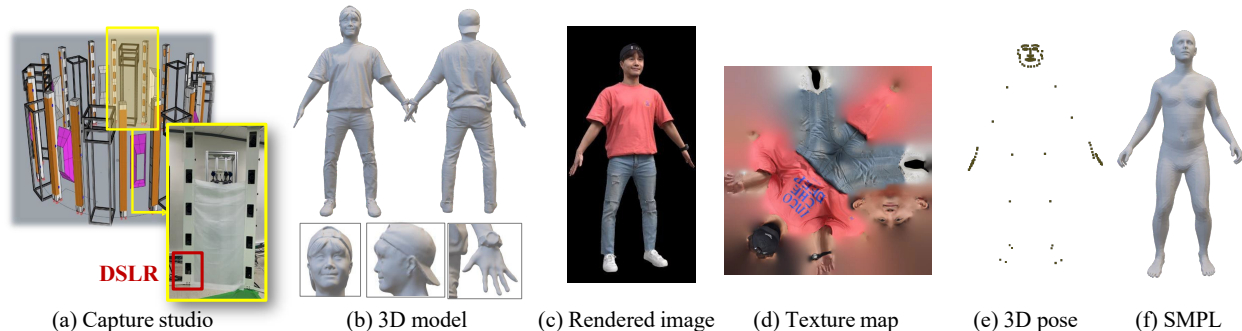 DSLR
(a) Capture studio
(b) 3D model
(c) Rendered image
(d) Texture map
(e) 3D pose
(f) SMPL